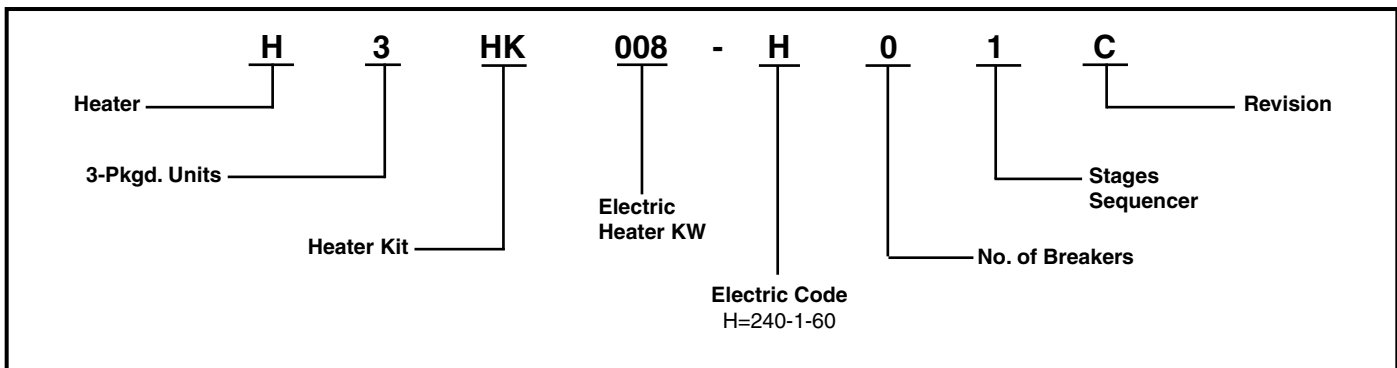 H 3 HK 008 - H 0 1 C
Heater
Revision
3-Pkgd. Units
Stages
Sequencer
Electric
Heater KW
Heater Kit
No. of Breakers
Electric Code
H=240-1-60